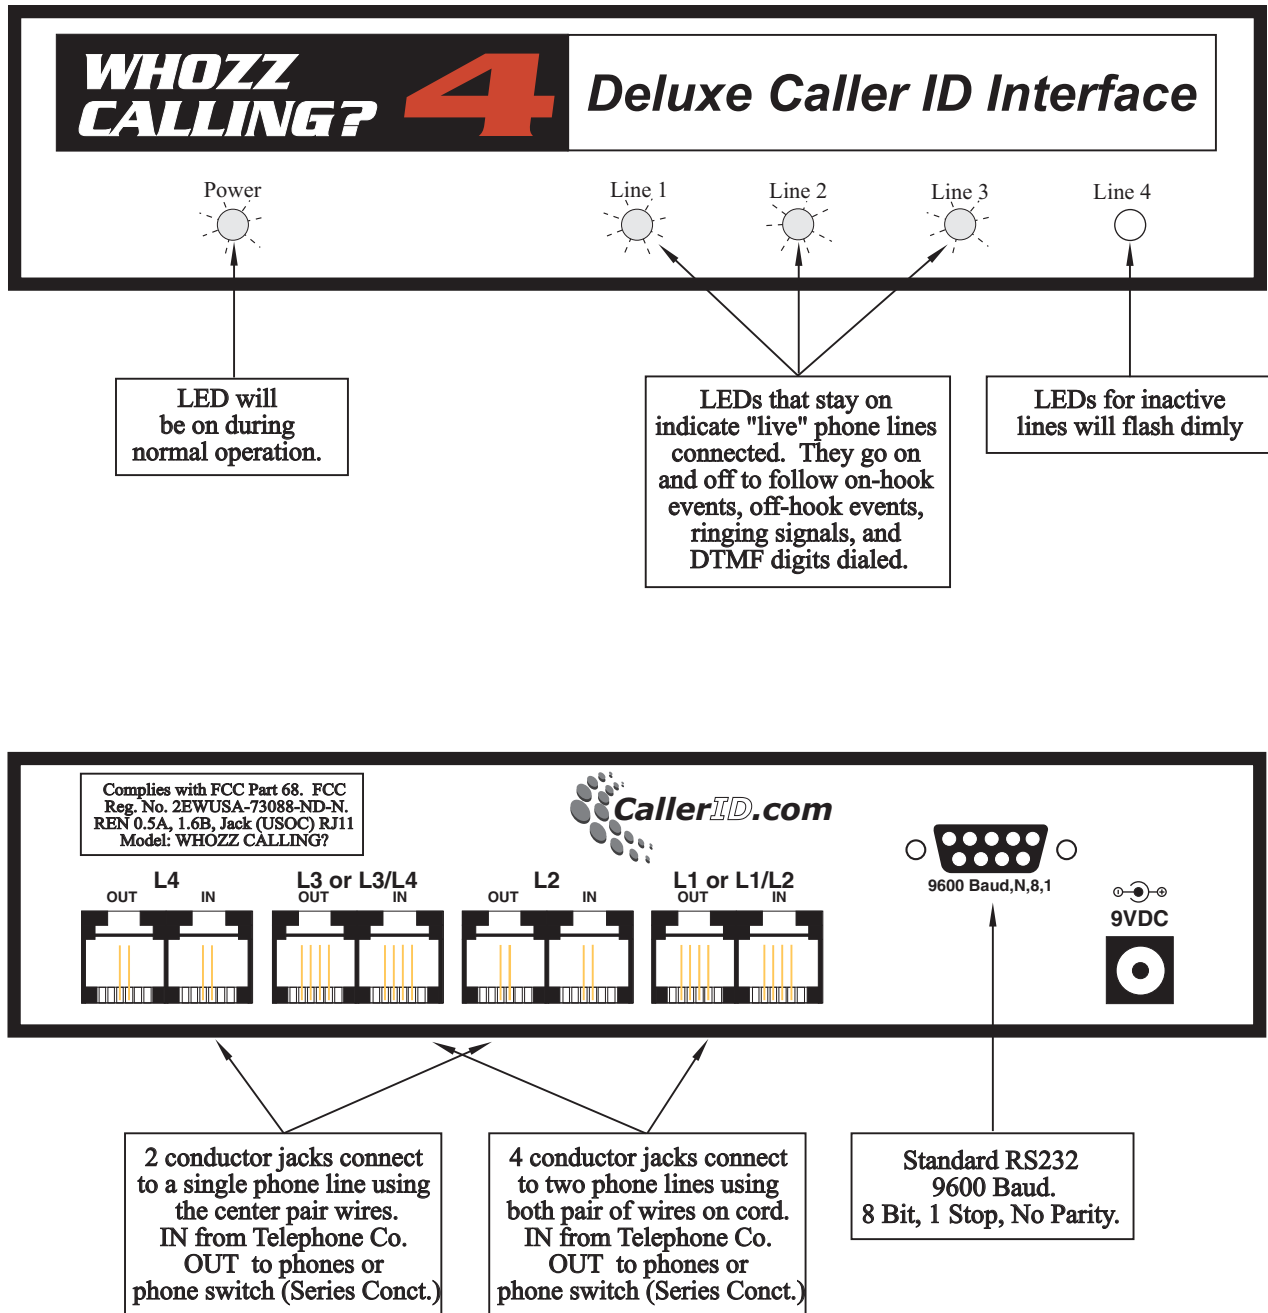 WHOZZ
CALLING? 4
Deluxe Caller ID Interface
Power
Line 1
Line 2
Line 3
Line 4
LED will
be on during
normal operation.
LEDs that stay on
indicate "live" phone lines
connected. They go on
and off to follow on-hook
events, off-hook events,
ringing signals, and
DTMF digits dialed.
LEDs for inactive
lines will flash dimly
Complies with FCC Part 68. FCC
Reg. No. 2EWUSA-73088-ND-N.
REN 0.5A, 1.6B, Jack (USOC) RJ11
Model: WHOZZ CALLING?
CallerID.com
L4
OUT IN
L3 or L3/L4
OUT IN
L2
OUT IN
L1 or L1/L2
OUT IN
9600 Baud,N,8,1
9VDC
2 conductor jacks connect
to a single phone line using
the center pair wires.
IN from Telephone Co.
OUT to phones or
phone switch (Series Conct.)
4 conductor jacks connect
to two phone lines using
both pair of wires on cord.
IN from Telephone Co.
OUT to phones or
phone switch (Series Conct.)
Standard RS232
9600 Baud.
8 Bit, 1 Stop, No Parity.